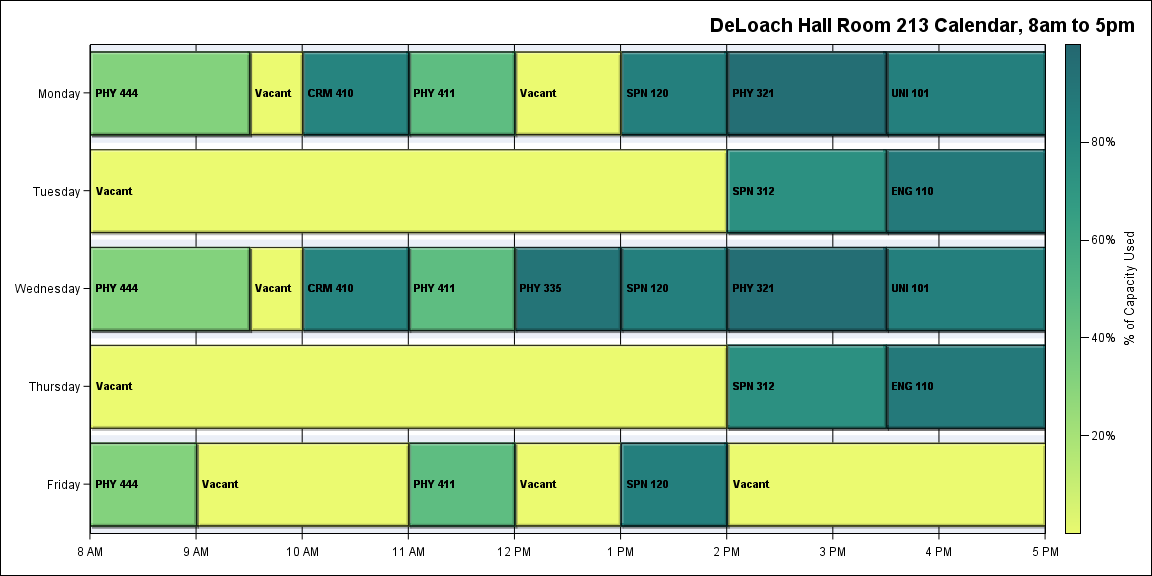 DeLoach Hall Room 213 Calendar, 8am to 5pm
Monday
PHY 444
Vacant
CRM 410
PHY 411
Vacant
SPN 120
PHY 321
UNI 101
Tuesday
Vacant
SPN 312
ENG 110
Wednesday
PHY 444
Vacant
CRM 410
PHY 411
PHY 335
SPN 120
PHY 321
UNI 101
Thursday
Vacant
SPN 312
ENG 110
Friday
PHY 444
Vacant
PHY 411
Vacant
SPN 120
Vacant
8 AM
9 AM
10 AM
11 AM
12 PM
1 PM
2 PM
3 PM
4 PM
5 PM
80%
60%
40%
20%
% of Capacity Used